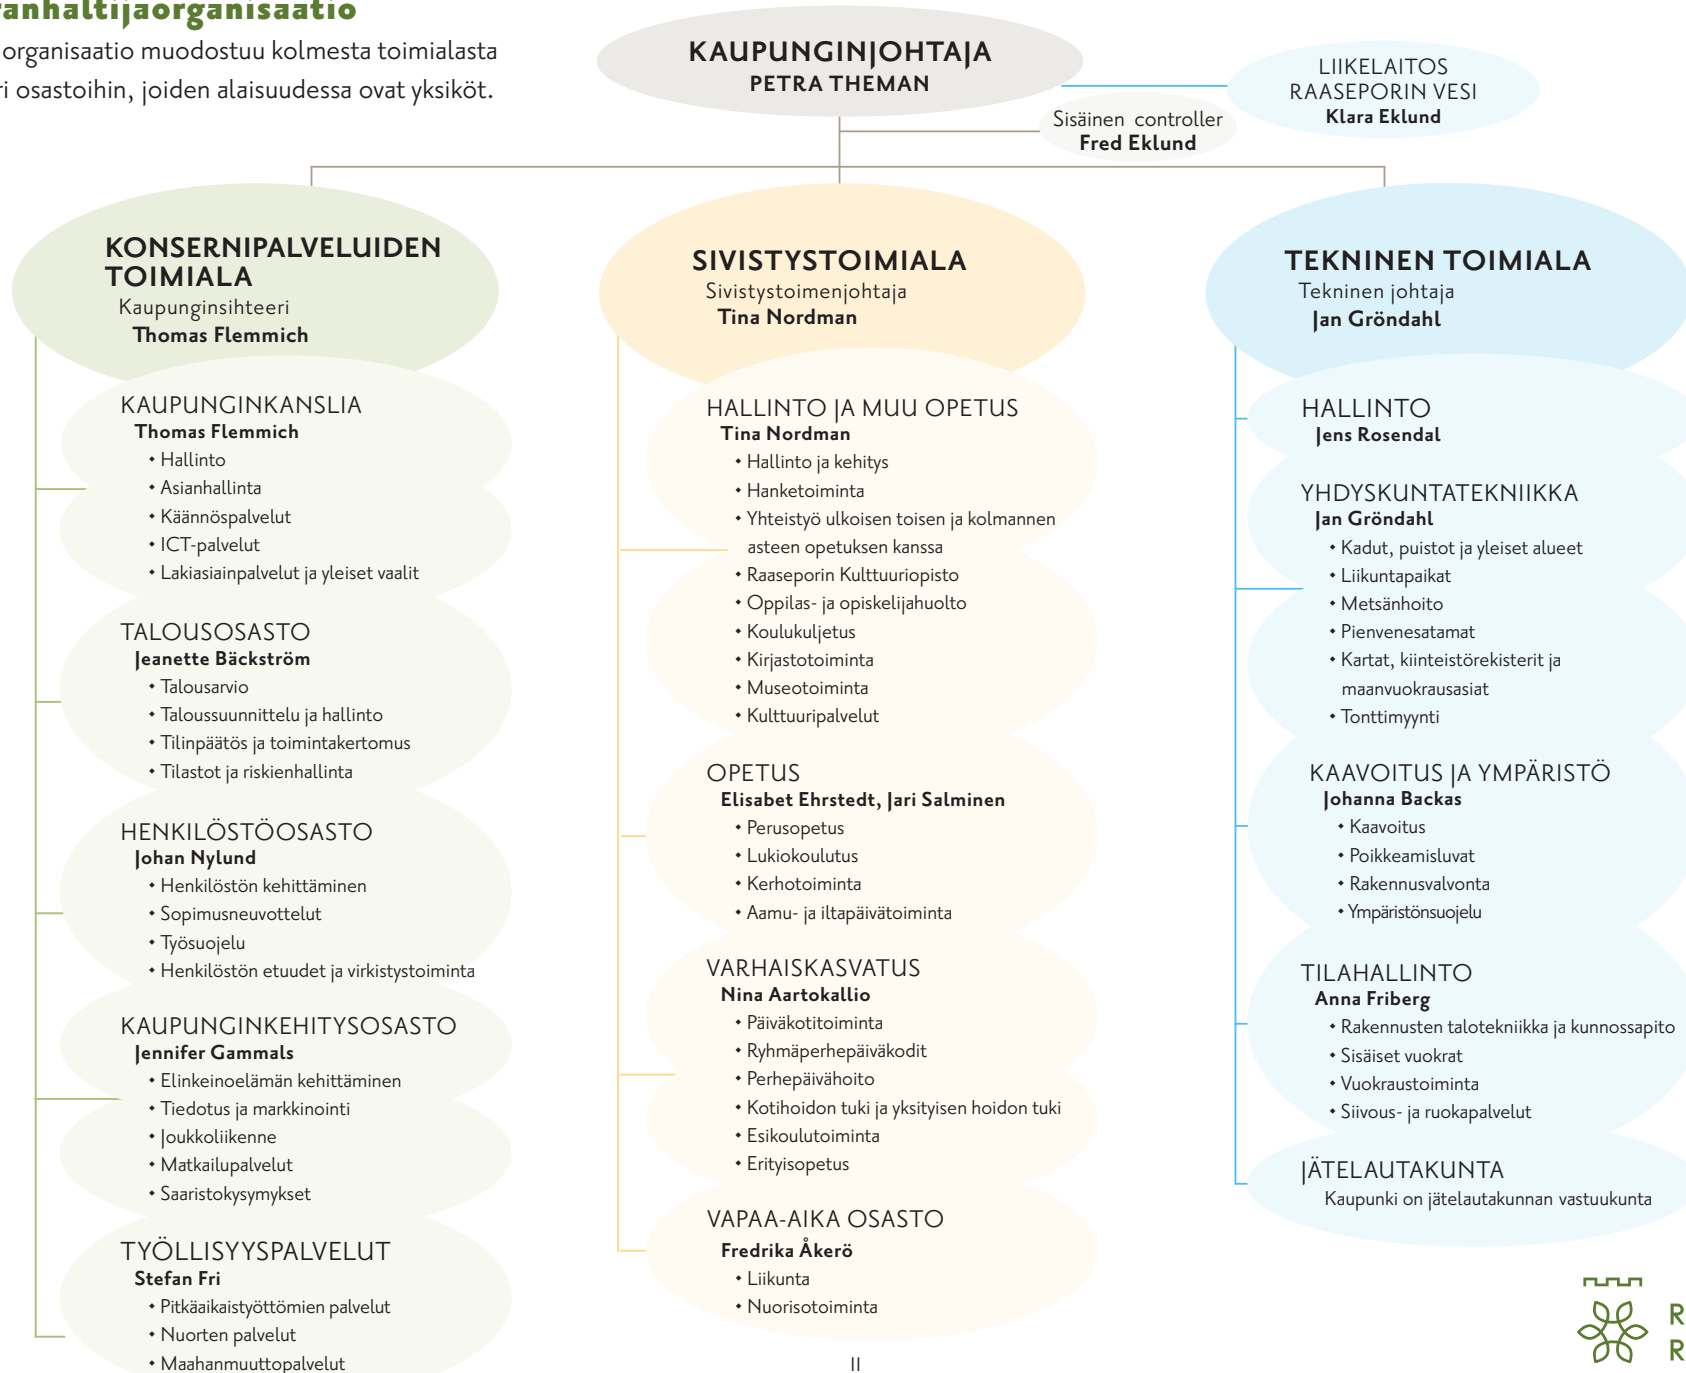 organisaatio muodostuu kolmesta toimialasta
osastoihin, joiden alaisuudessa ovat yksiköt.
KAUPUNGINJOHTAJA
PETRA THEMAN
LIIKELAITOS
RAASEPORIN VESI
Klara Eklund
Sisäinen controller
Fred Eklund
KONSERNIPALVELUIDEN
TOIMIALA
Kaupunginsihteeri
Thomas Flemmich
KAUPUNGINKANSLIA
Thomas Flemmich
• Hallinto
• Asianhallinta
• Käännöspalvelut
• ICT-palvelut
• Lakiasiainpalvelut ja yleiset vaalit
TALOUSOSASTO
Jeanette Bäckström
• Talousarvio
• Taloussuunnittelu ja hallinto
• Tilinpäätös ja toimintakertomus
• Tilastot ja riskienhallinta
HENKILÖSTÖOSASTO
Johan Nylund
• Henkilöstön kehittäminen
• Sopimusneuvottelut
• Työsuojelu
• Henkilöstön etuudet ja virkistystoiminta
KAUPUNGINKEHITYSOSASTO
Jennifer Gammals
• Elinkeinoelämän kehittäminen
• Tiedotus ja markkinointi
• Joukkoliikenne
• Matkailupalvelut
• Saaristokysymykset
TYÖLLISYYSPALVELUT
Stefan Fri
• Pitkäaikaistyöttömien palvelut
• Nuorten palvelut
• Maahanmuuttopalvelut
SIVISTYSTOIMIALA
Sivistystoimenjohtaja
Tina Nordman
HALLINTO JA MUU OPETUS
Tina Nordman
• Hallinto ja kehitys
• Hanketoiminta
• Yhteistyö ulkoisen toisen ja kolmannen
asteen opetuksen kanssa
• Raaseporin Kulttuuriopisto
• Oppilas- ja opiskelijahuolto
• Koulukuljetus
• Kirjastotoiminta
• Museotoiminta
• Kulttuuripalvelut
OPETUS
Elisabet Ehrstedt, Jari Salminen
• Perusopetus
• Lukiokoulutus
• Kerhotoiminta
• Aamu- ja iltapäivätoiminta
VARHAISKASVATUS
Nina Aartokallio
• Päiväkotitoiminta
• Ryhmäperhepäiväkodit
• Perhepäivähoito
• Kotihoidon tuki ja yksityisen hoidon tuki
• Esikoulutoiminta
• Erityisopetus
VAPAA-AIKA OSASTO
Fredrika Åkerö
• Liikunta
• Nuorisotoiminta
TEKNINEN TOIMIALA
Tekninen johtaja
Jan Gröndahl
HALLINTO
Jens Rosendal
YHDYSKUNTATEKNIIKKA
Jan Gröndahl
• Kadut, puistot ja yleiset alueet
• Liikuntapaikat
• Metsänhoito
• Pienvenesatamat
• Kartat, kiinteistörekisterit ja
maanvuokrausasiat
• Tonttimyynti
KAAVOITUS JA YMPÄRISTÖ
Johanna Backas
• Kaavoitus
• Poikkeamisluvat
• Rakennusvalvonta
• Ympäristönsuojelu
TILAHALLINTO
Anna Friberg
• Rakennusten talotekniikka ja kunnossapito
• Sisäiset vuokrat
• Vuokraustoiminta
• Siivous- ja ruokapalvelut
JÄTELAUTAKUNTA
Kaupunki on jätelautakunnan vastuukunta
R
R
11